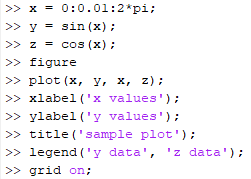 >> x = 0:0.01:2*pi;
>> y = sin(x);
>> z = cos(x);
>> figure
>> plot(x, y, x, z);
>> xlabel('x values');
>> ylabel('y values');
>> title('sample plot');
>> legend('y data', 'z data');
>> grid on;